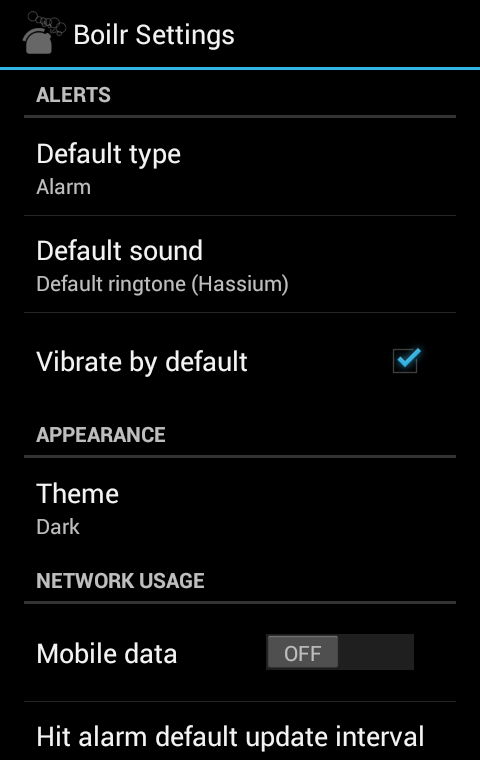 Boilr Settings
ALERTS
Default type
Alarm
Default sound
Default ringtone (Hassium)
Vibrate by default
APPEARANCE
Theme
Dark
NETWORK USAGE
Mobile data OFF
Hit alarm default update interval